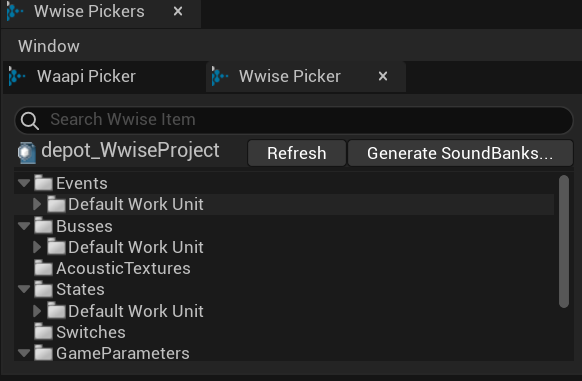 Wwise Pickers ×
Window
Waapi Picker Wwise Picker ×
Search Wwise Item
depot_WwiseProject Refresh Generate SoundBanks...
Events
Default Work Unit
Busses
Default Work Unit
AcousticTextures
States
Default Work Unit
Switches
GameParameters